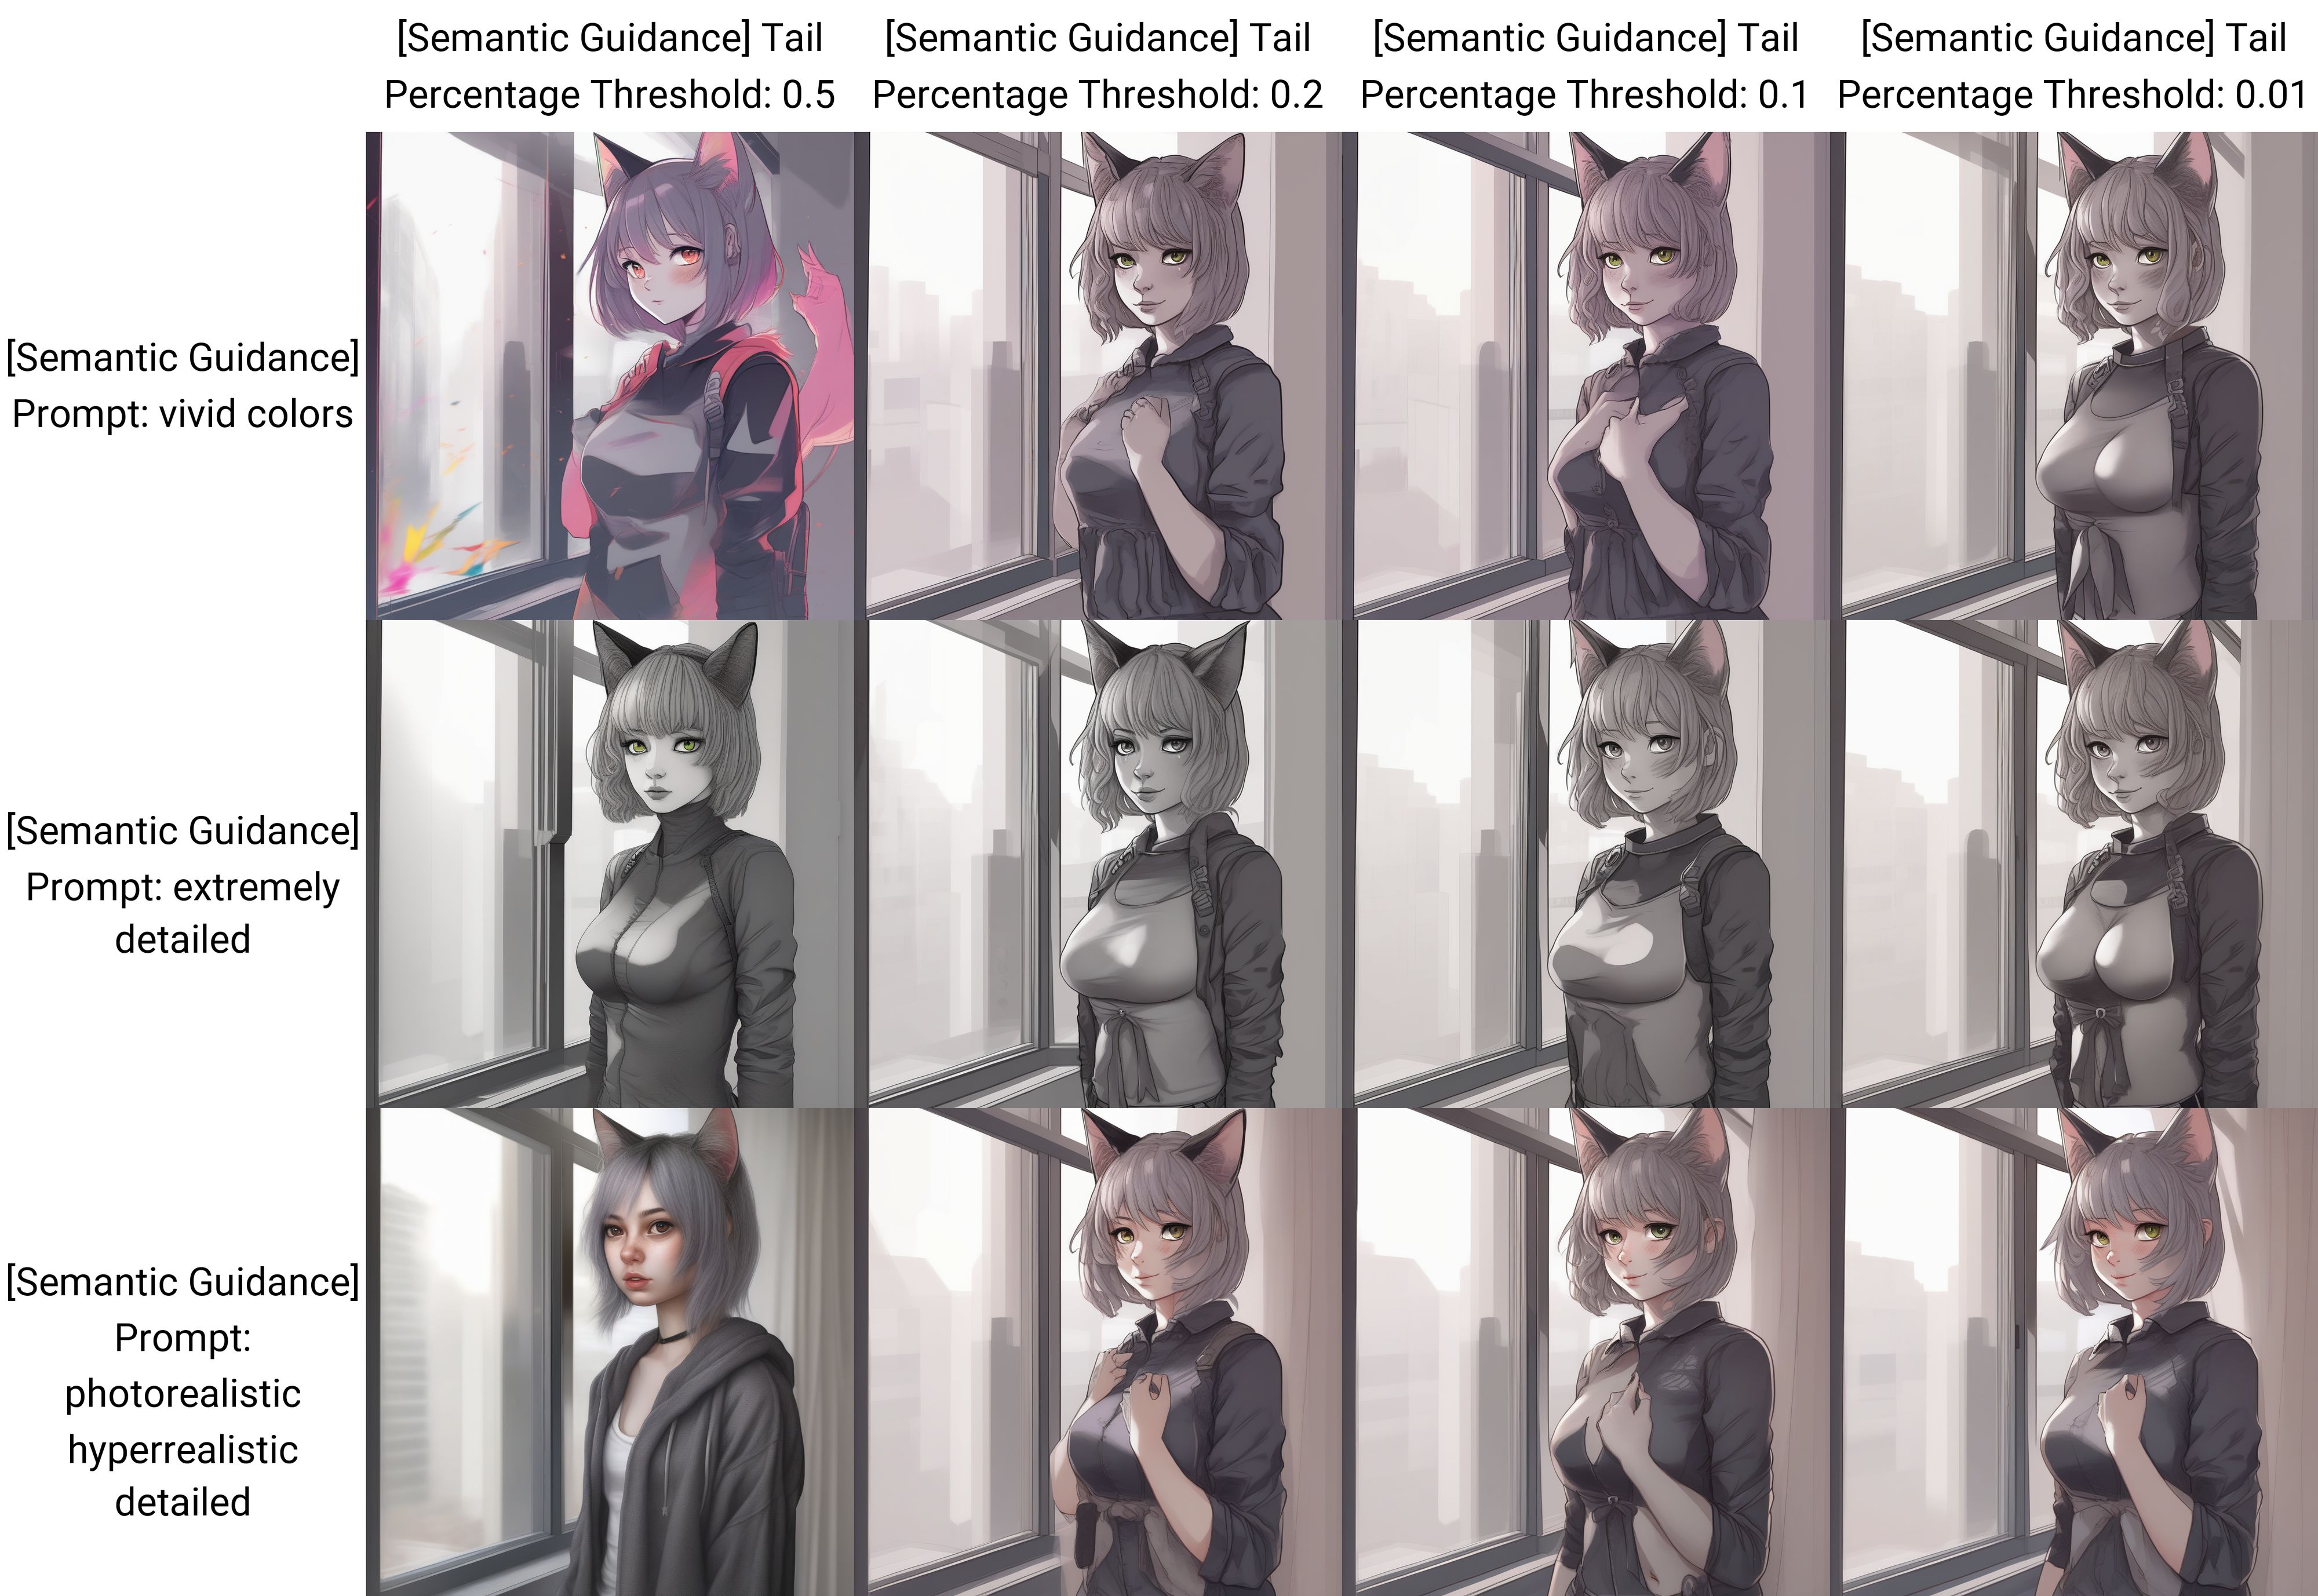 [Semantic Guidance] Tail
Percentage Threshold: 0.5
[Semantic Guidance] Tail
Percentage Threshold: 0.2
[Semantic Guidance] Tail
Percentage Threshold: 0.1
[Semantic Guidance] Tail
Percentage Threshold: 0.01
[Semantic Guidance]
Prompt: vivid colors
[Semantic Guidance]
Prompt: extremely
detailed
[Semantic Guidance]
Prompt:
photorealistic
hyperrealistic
detailed